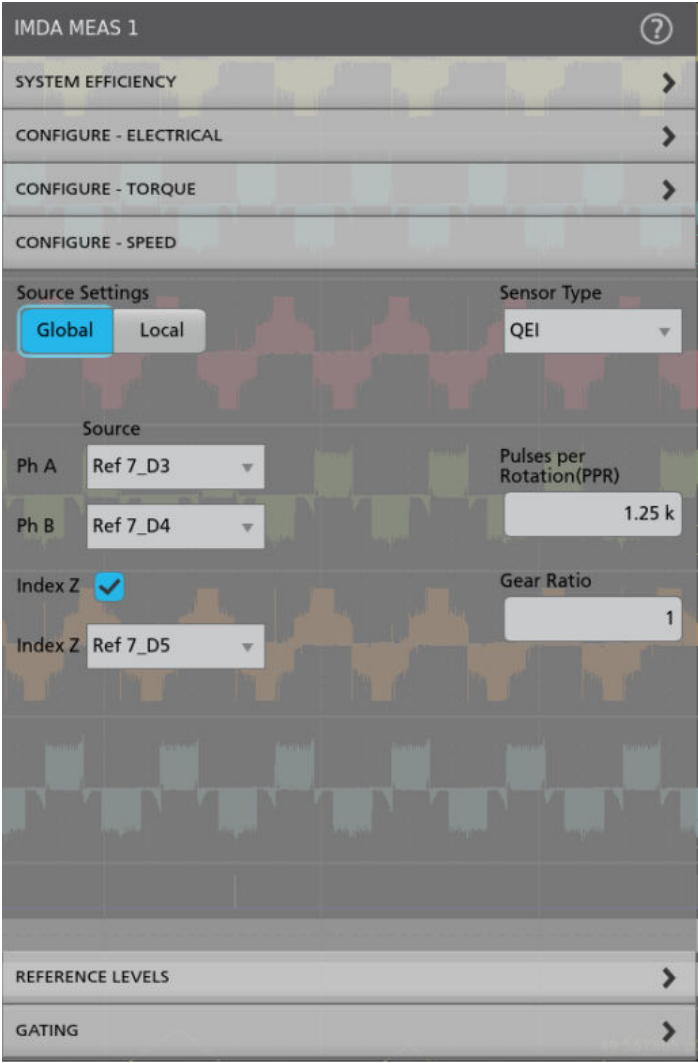 IMDA MEAS 1
?
SYSTEM EFFICIENCY
CONFIGURE - ELECTRICAL
CONFIGURE - TORQUE
CONFIGURE - SPEED
Source Settings
Sensor Type
Global Local
QEI
Source
Ph A Ref 7_D3
Pulses per
Rotation(PPR)
1.25 k
Ph B Ref 7_D4
Index Z
Gear Ratio
1
Index Z Ref 7_D5
REFERENCE LEVELS
GATING